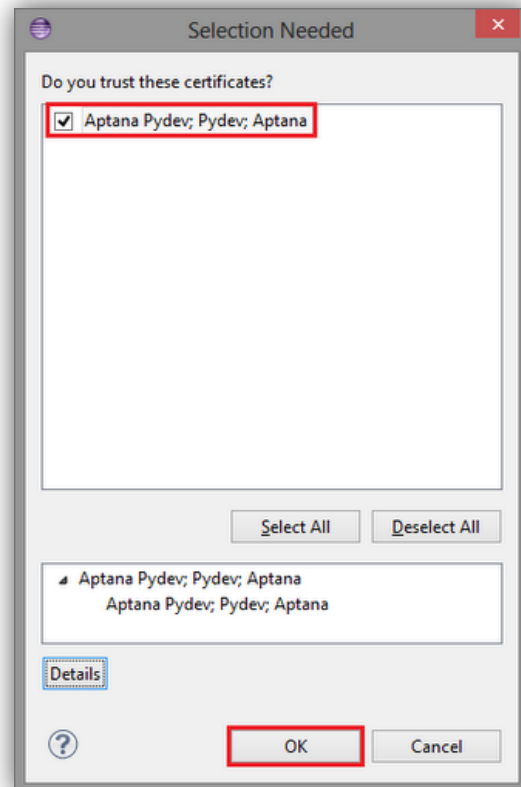 Selection Needed
Do you trust these certificates?
Aptana Pydev; Pydev; Aptana
Select All
Deselect All
Aptana Pydev; Pydev; Aptana
Aptana Pydev; Pydev; Aptana
Details
OK
Cancel